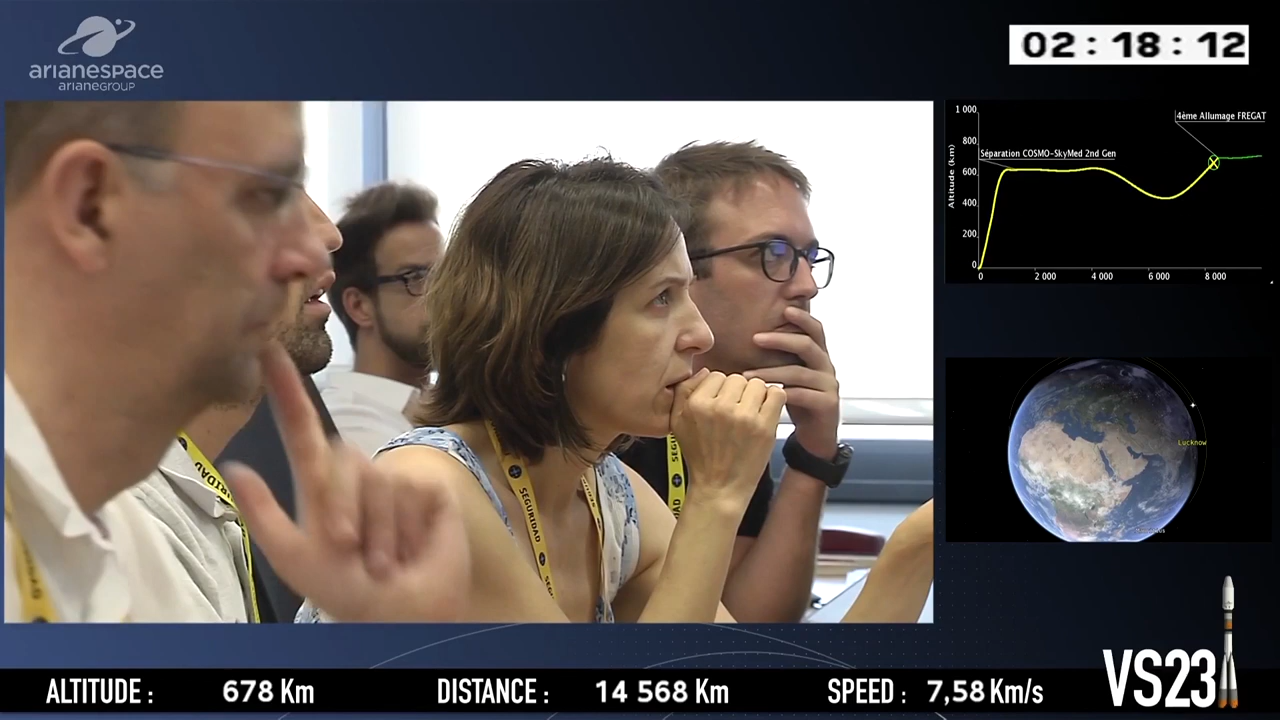 arianespace
arianeGROUP
02 : 18 : 12
1 000
800
600
400
200
0
Altitude (km)
0
2 000
4 000
6 000
8 000
Séparation COSMO-SkyMed 2nd Gen
4ème Allumage FREGAT
Lucknow
SEGURIDAD
ALTITUDE : 678 Km
DISTANCE : 14 568 Km
SPEED : 7,58 Km/s
VS23